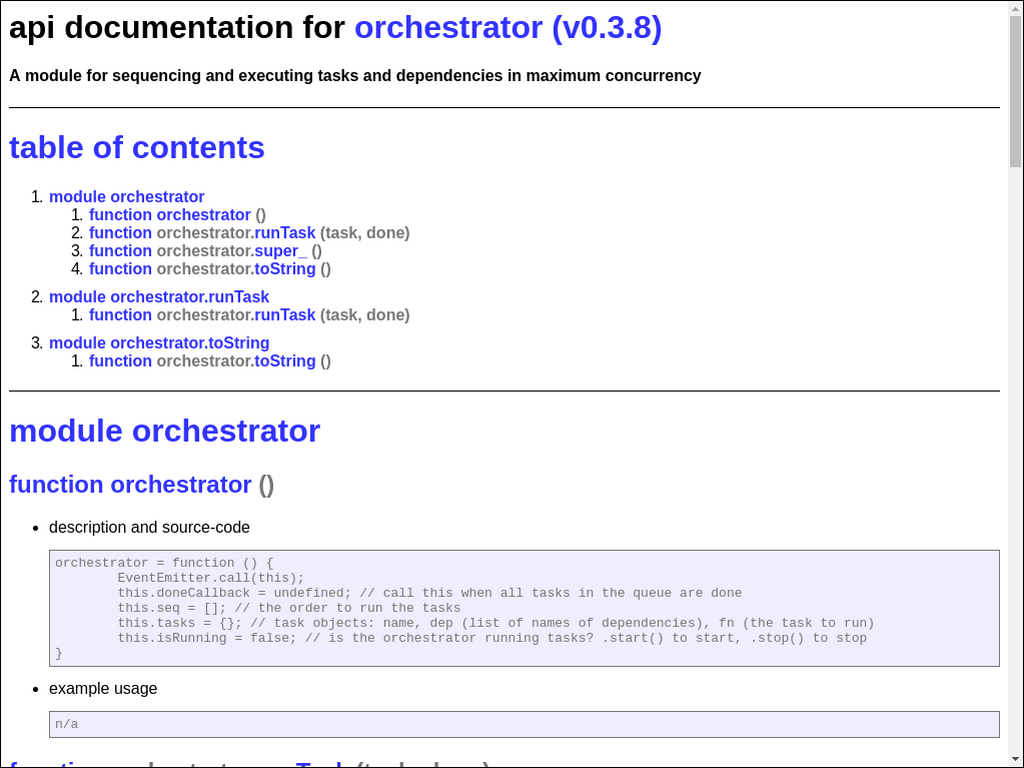 api documentation for orchestrator (v0.3.8)
A module for sequencing and executing tasks and dependencies in maximum concurrency
table of contents
1. module orchestrator
1. function orchestrator ()
2. function orchestrator.runTask (task, done)
3. function orchestrator.super_ ()
4. function orchestrator.toString ()
2. module orchestrator.runTask
1. function orchestrator.runTask (task, done)
3. module orchestrator.toString
1. function orchestrator.toString ()
module orchestrator
function orchestrator ()
• description and source-code
orchestrator = function () {
        EventEmitter.call(this);
        this.doneCallback = undefined; // call this when all tasks in the queue are done
        this.seq = []; // the order to run the tasks
        this.tasks = {}; // task objects: name, dep (list of names of dependencies), fn (the task to run)
        this.isRunning = false; // is the orchestrator running tasks? .start() to start, .stop() to stop
}
• example usage
n/a